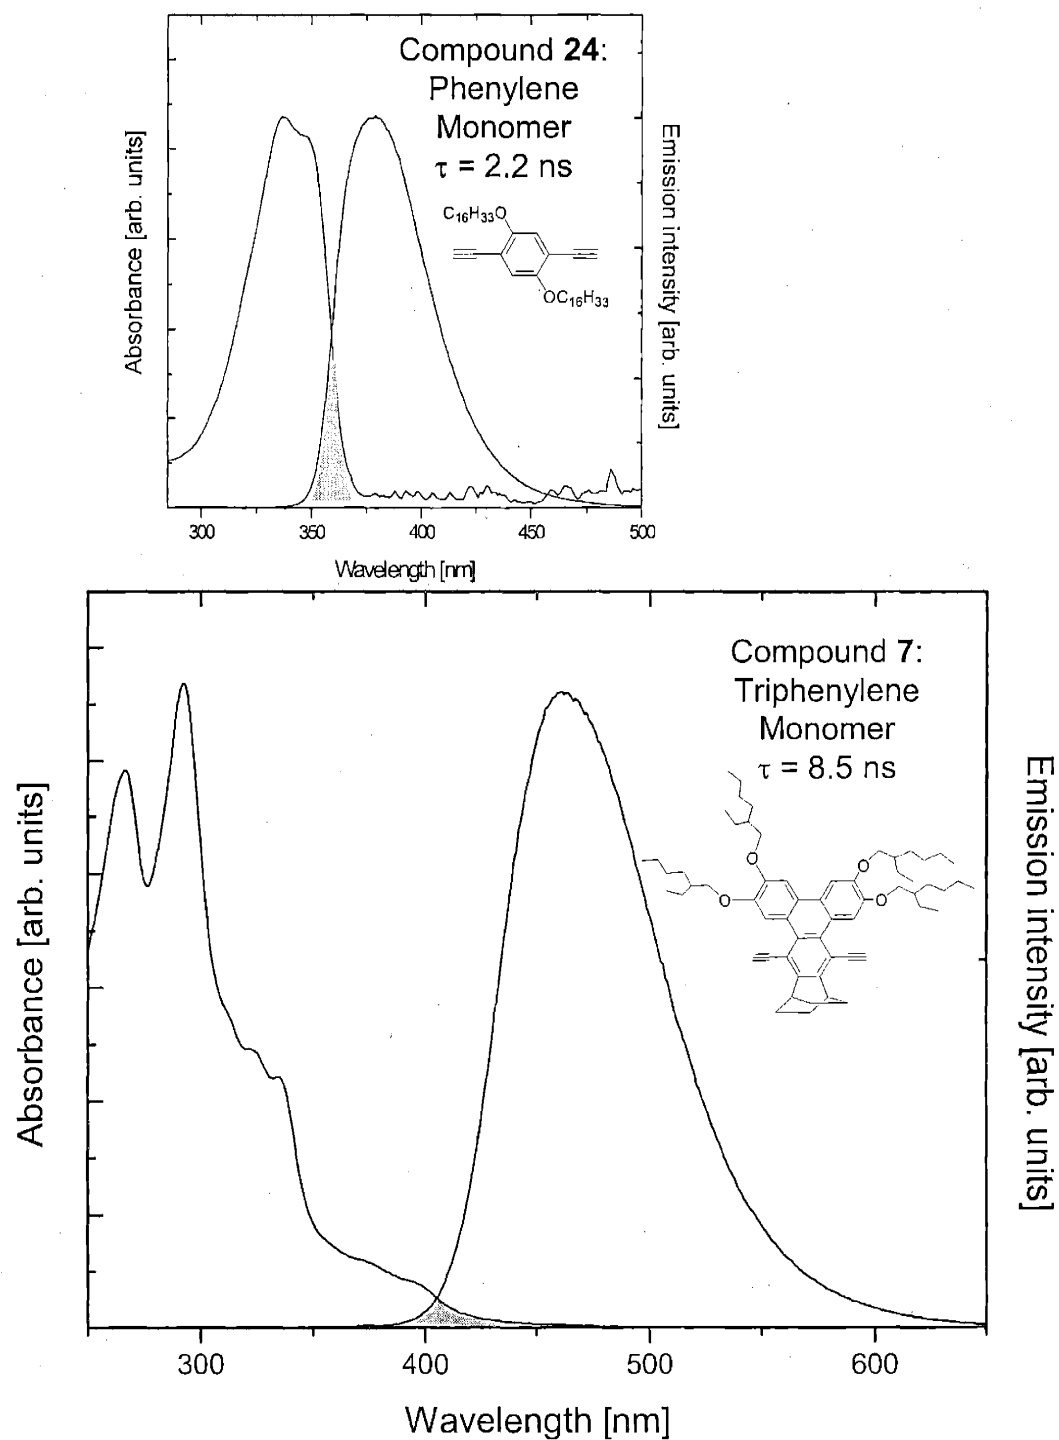 Compound 24:
Phenylene
Monomer
τ = 2.2 ns
C16H33O
OC16H33
Absorbance [arb. units]
Emission intensity [arb. units]
300 350 400 450 500
Wavelength [nm]
Compound 7:
Triphenylene
Monomer
τ = 8.5 ns
O
O
O
O
Absorbance [arb. units]
Emission intensity [arb. units]
300 400 500 600
Wavelength [nm]